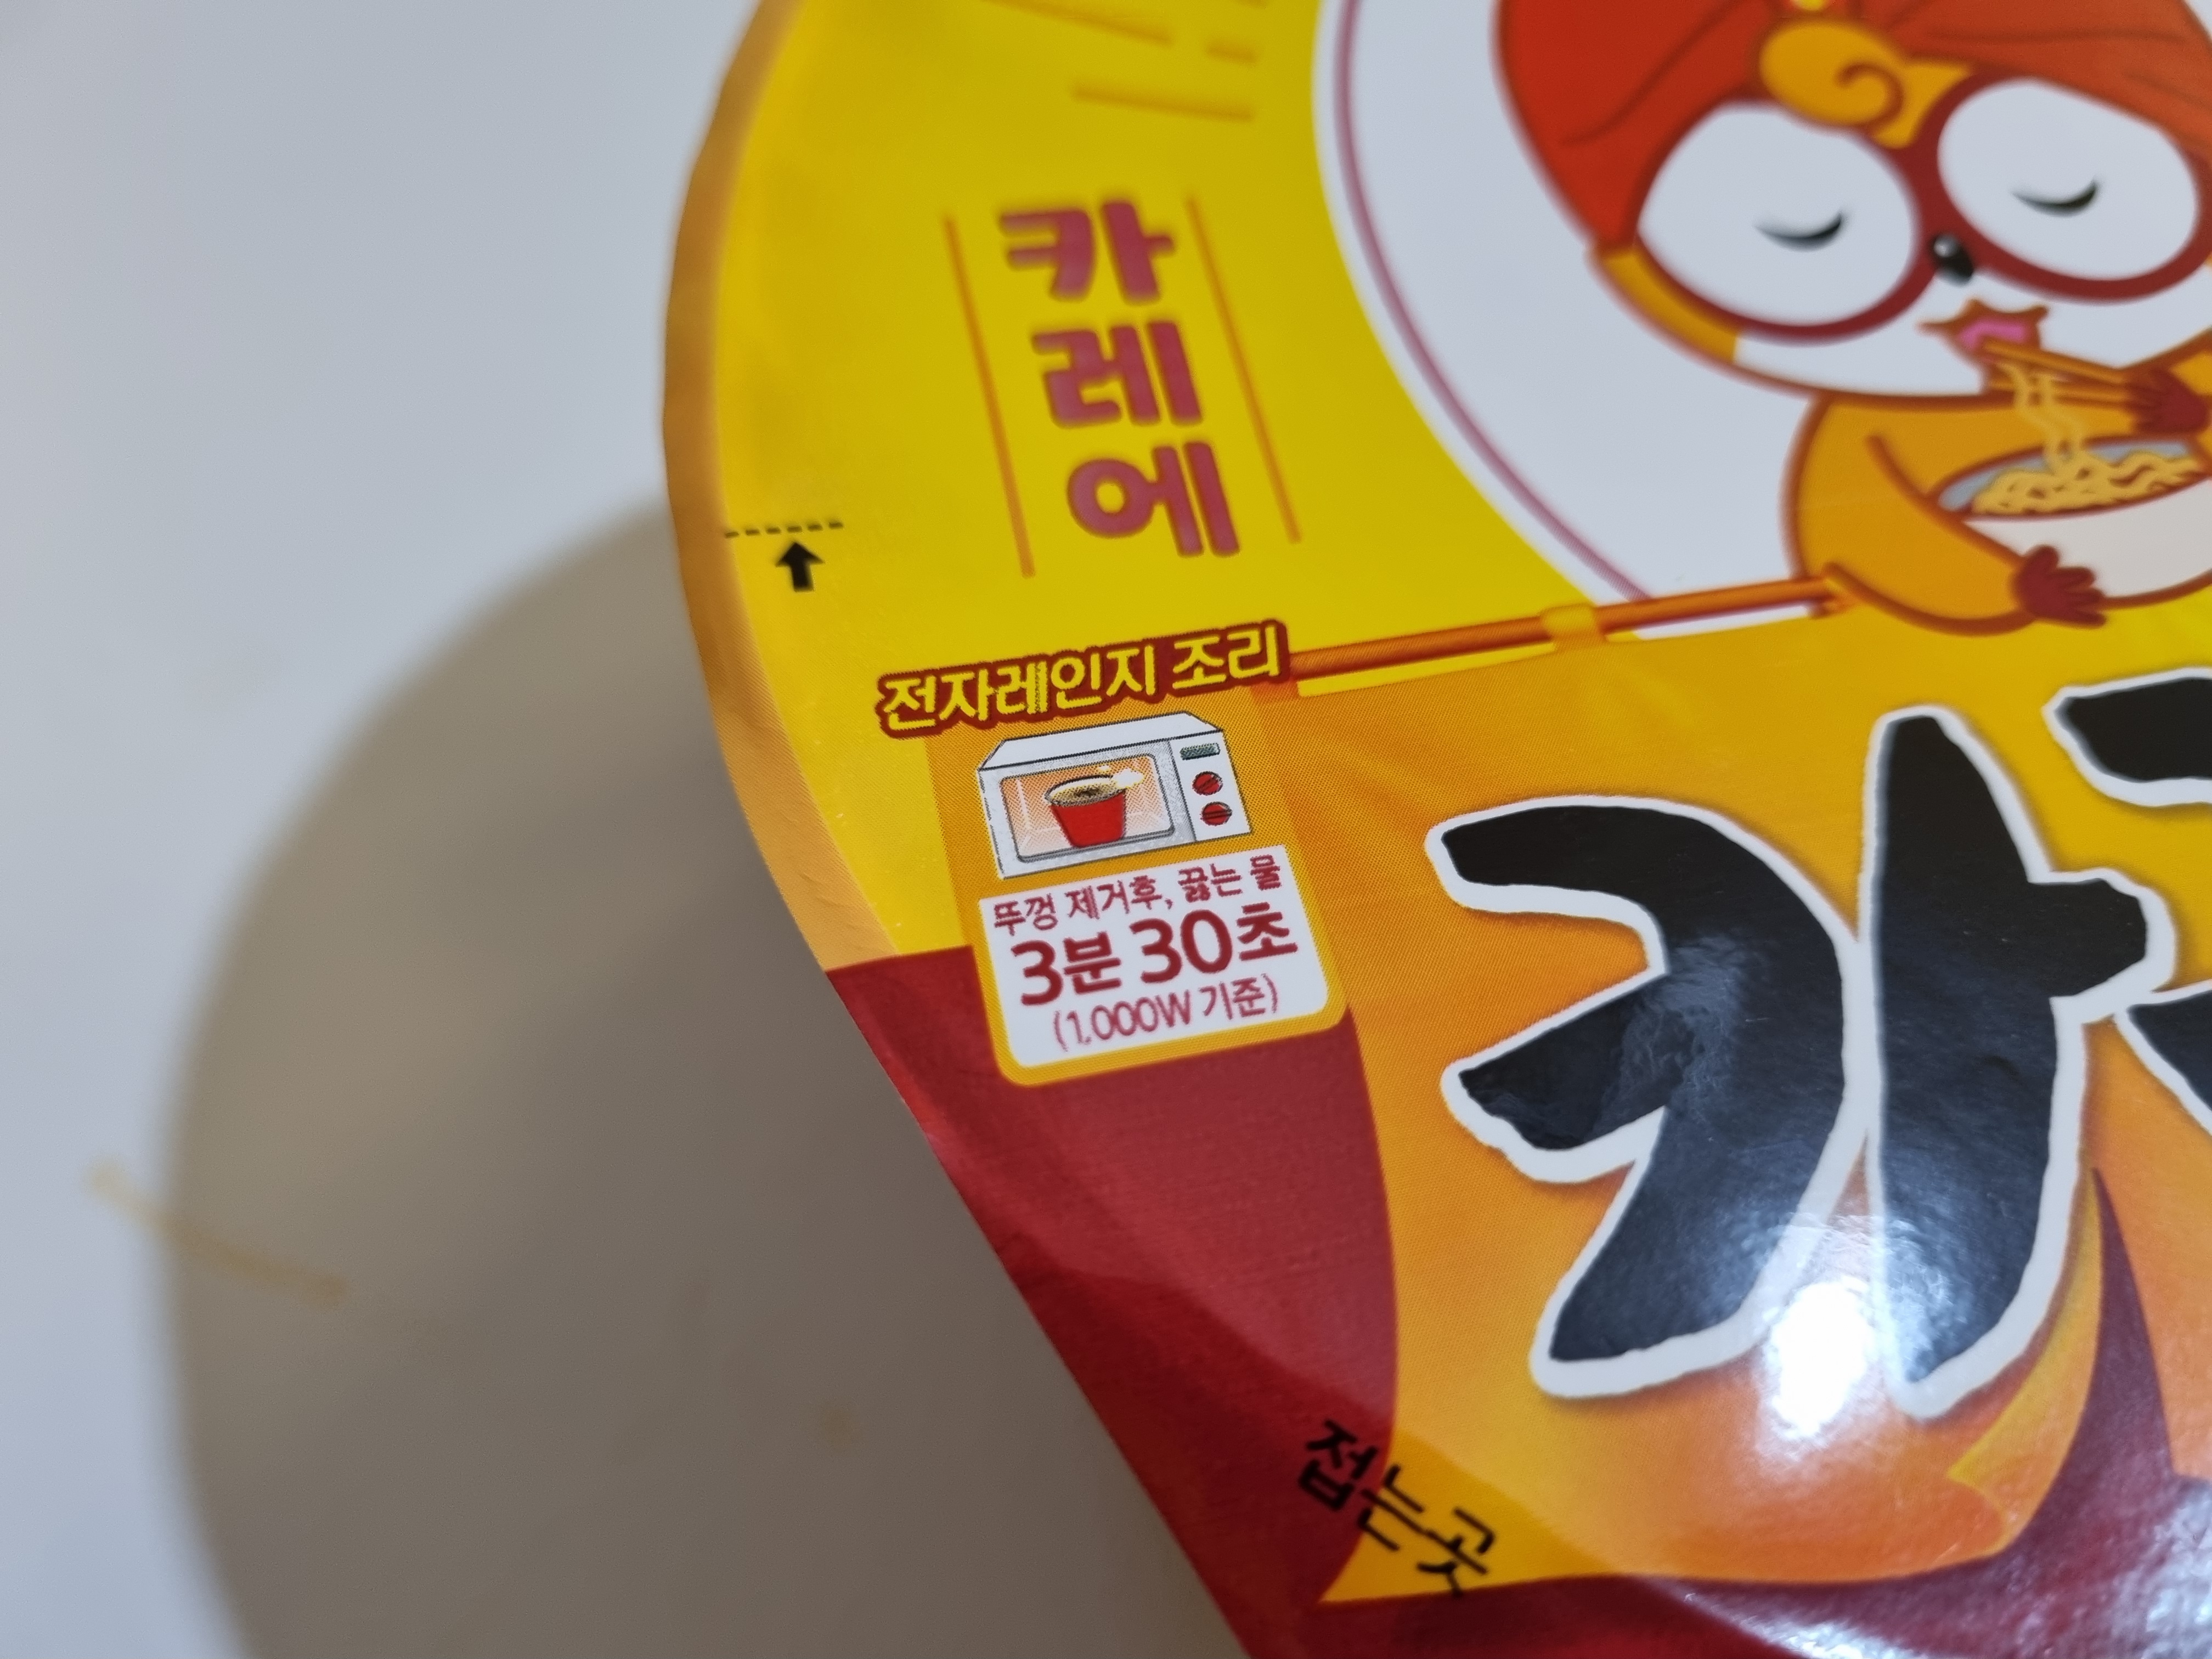 카
레
에
전자레인지 조리
뚜껑 제거후, 끓는 물
3분 30초
(1,000W 기준)
카
접는곳